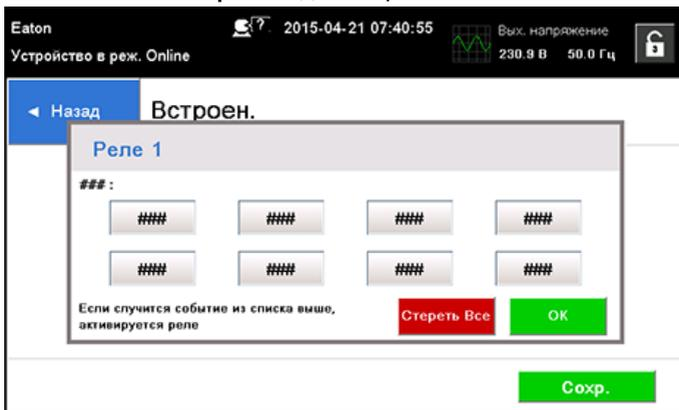 Eaton
2015-04-21 07:40:55
Вых. напряжение
Устройство в реж. Online
230.9 В 50.0 Гц
3
◄ Назад
Встроен.
Реле 1
### :
### ### ### ###
### ### ### ###
Если случится событие из списка выше,
активируется реле
Стереть Все
OK
Сохр.